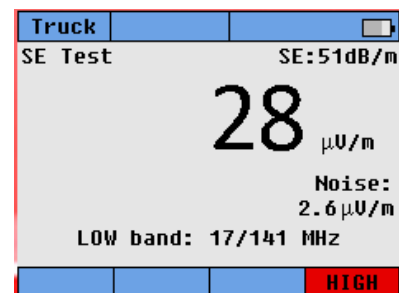 Truck
SE Test SE:51dB/m
28 μV/m
Noise:
2.6μV/m
LOW band: 17/141 MHz
HIGH